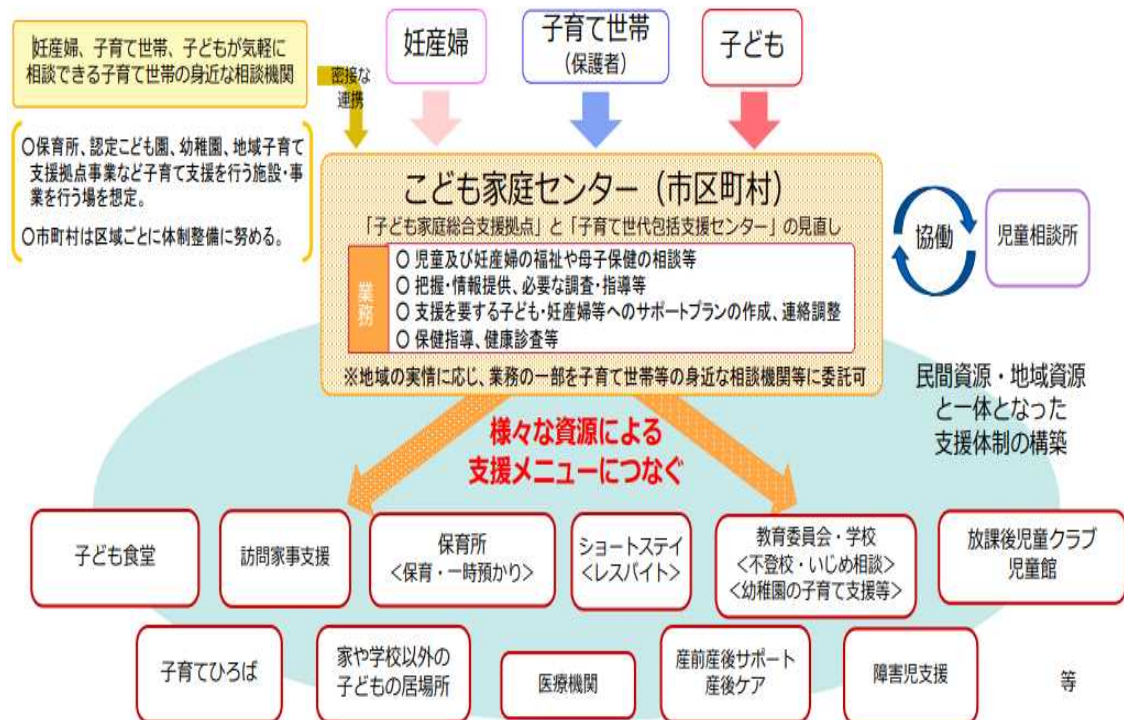 妊産婦、子育て世帯、子どもが気軽に
相談できる子育て世帯の身近な相談機関
密接な
連携
妊産婦
子育て世帯
(保護者)
子ども
○保育所、認定こども園、幼稚園、地域子育て
支援拠点事業など子育て支援を行う施設・事
業を行う場を想定。
○市町村は区域ごとに体制整備に努める。
こども家庭センター（市区町村）
「子ども家庭総合支援拠点」と「子育て世代包括支援センター」の見直し
業務
○ 児童及び妊産婦の福祉や母子保健の相談等
○ 把握・情報提供、必要な調査・指導等
○ 支援を要する子ども・妊産婦等へのサポートプランの作成、連絡調整
○ 保健指導、健康診査等
※地域の実情に応じ、業務の一部を子育て世帯等の身近な相談機関等に委託可
協働
児童相談所
民間資源・地域資源
と一体となった
支援体制の構築
様々な資源による
支援メニューにつなぐ
子ども食堂
訪問家事支援
保育所
<保育・一時預かり>
ショートステイ
<レスパイト>
教育委員会・学校
<不登校・いじめ相談>
<幼稚園の子育て支援等>
放課後児童クラブ
児童館
子育てひろば
家や学校以外の
子どもの居場所
医療機関
産前産後サポート
産後ケア
障害児支援
等